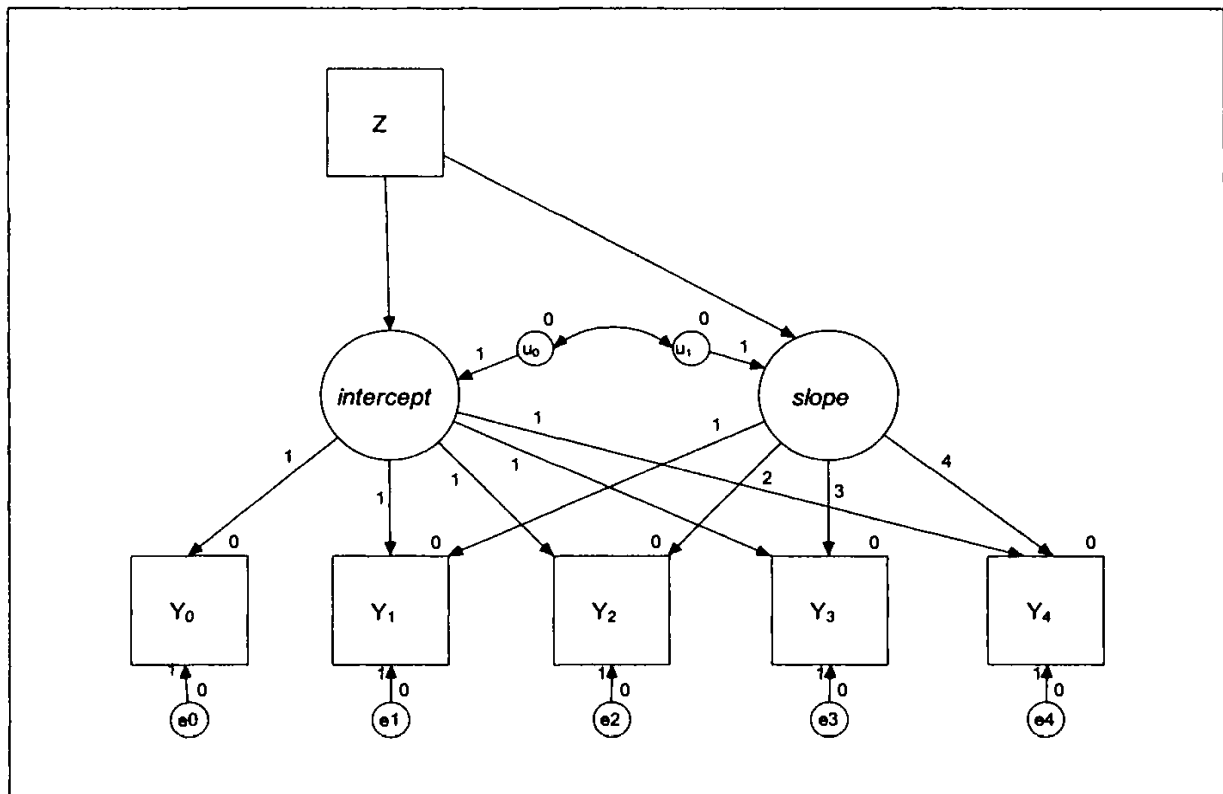 Z
0 0
1 u₀ u₁ 1
intercept slope
1 1 1 1 1 1 2 3 4
0 0 0 0 0
Y₀ Y₁ Y₂ Y₃ Y₄
1 0 1 0 1 0 1 0 1 0
e0 e1 e2 e3 e4